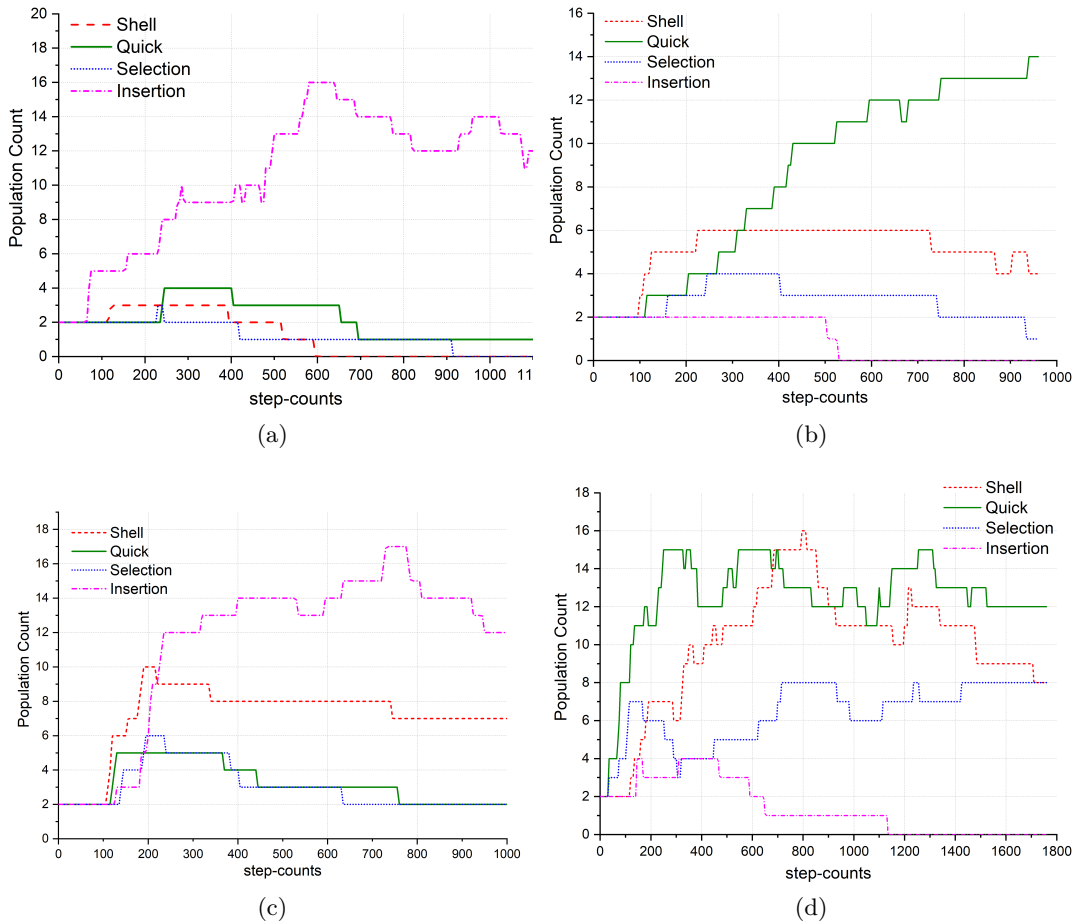 Shell
Quick
Selection
Insertion
Population Count
20
18
16
14
12
10
8
6
4
2
0
0 100 200 300 400 500 600 700 800 900 1000 11
step-counts
(a)
Shell
Quick
Selection
Insertion
Population Count
16
14
12
10
8
6
4
2
0
0 200 400 600 800 1000
step-counts
(b)
Shell
Quick
Selection
Insertion
Population Count
18
16
14
12
10
8
6
4
2
0
0 100 200 300 400 500 600 700 800 900 1000
step-counts
(c)
Shell
Quick
Selection
Insertion
Population Count
18
16
14
12
10
8
6
4
2
0
0 200 400 600 800 1000 1200 1400 1600 1800
step-counts
(d)